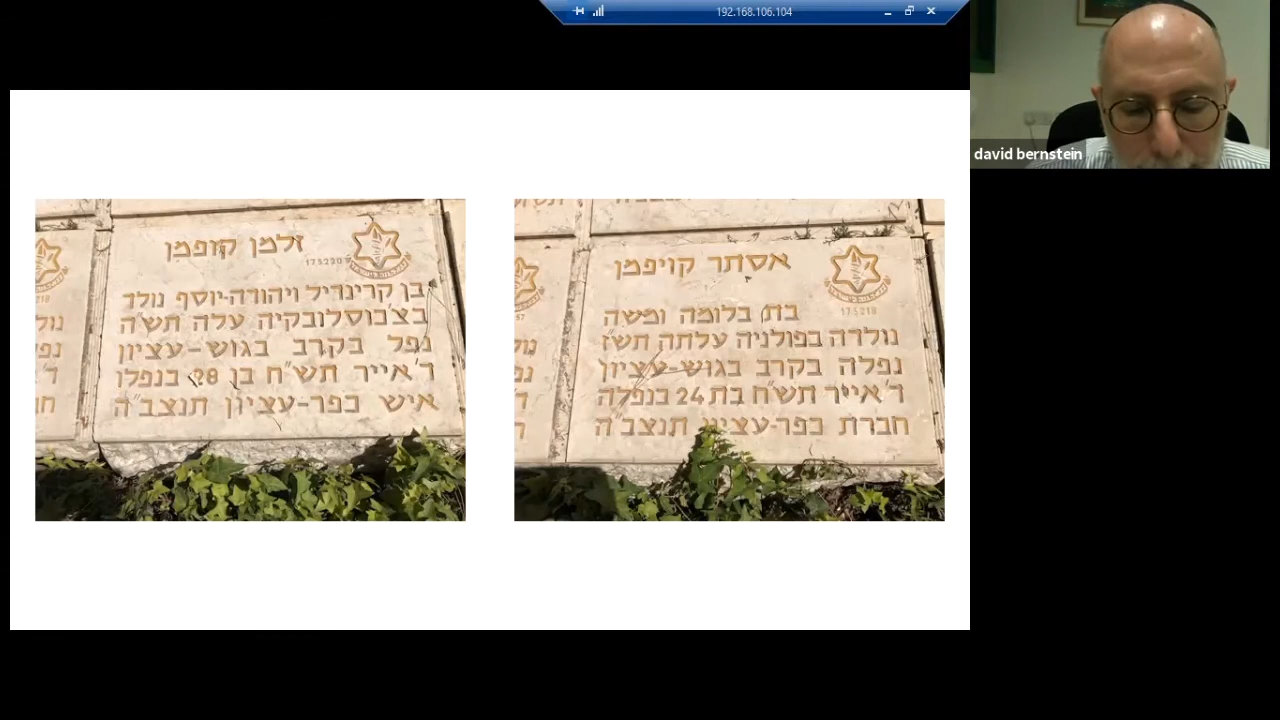 192.168.106.104
david bernstein
זלמן קופמן
175220
בן קרינדיל ויהודה-יוסף נולד
בצ'כוסלובקיה עלה תש"ה
נפל בקרב בגוש-עציון
ד' אייר תש"ח בן 28 בנפלו
איש כפר-עציון תנצב"ה
אסתר קויפמן
175218
בת בלומה ומשה
נולדה בפולניה עלתה תש"ז
נפלה בקרב בגוש-עציון
ד' אייר תש"ח בת 24 בנפלה
חברת כפר-עציון תנצב"ה